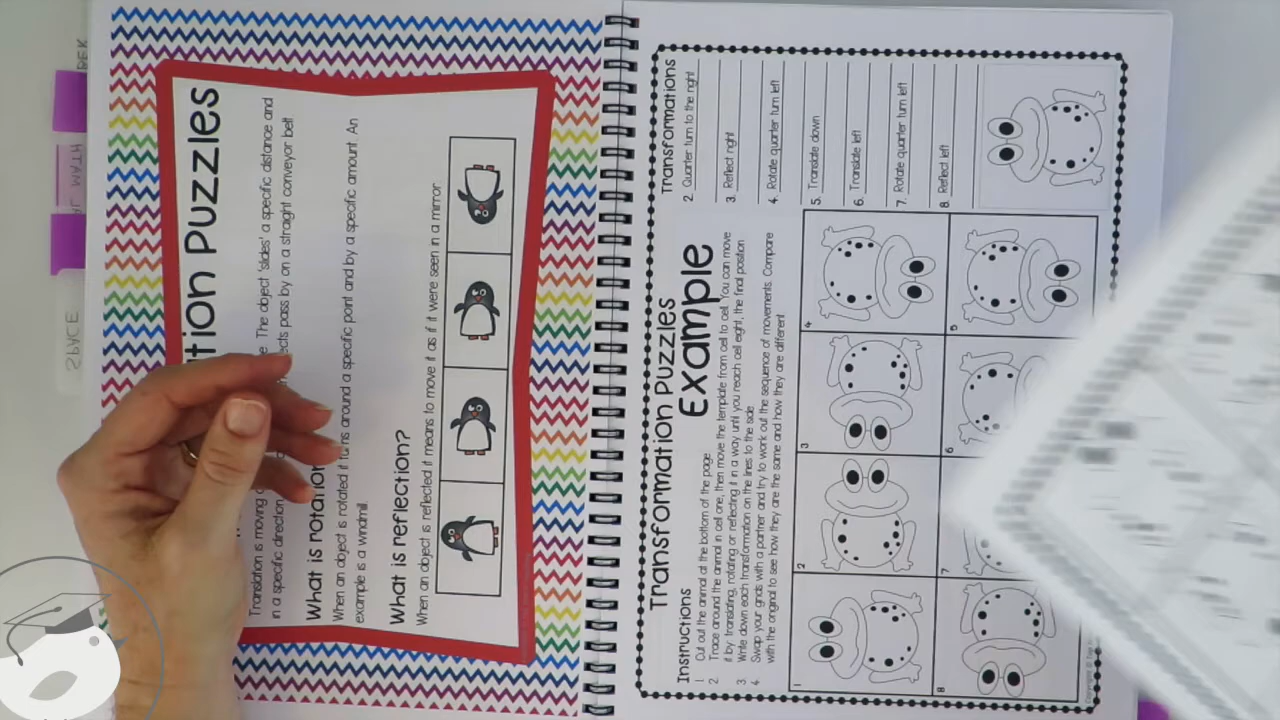 SPACE
tion Puzzles
Translation is moving
The object 'slides' a specific distance and
in a specific direction
pass by on a straight conveyor belt
What is rotation
When an object is rotated it turns around a specific point and by a specific amount. An
example is a windmill.
What is reflection?
When an object is reflected it means to move it as if it were seen in a mirror.
Transformation Puzzles
Example
Instructions
1. Cut out the animal at the bottom of the page.
2. Trace around the animal in cell one, then move the template from cell to cell. You can move
it by translating, rotating or reflecting it in a way until you reach cell eight, the final position.
3. Write down each transformation on the lines to the side.
4. Swap your grids with a partner and try to work out the sequence of movements. Compare
with the original to see how they are the same and how they are different.
1
2
3
4
8
7
6
5
Transformations
2. Quarter turn to the right
3. Reflect right
4. Rotate quarter turn left
5. Translate down
6. Translate left
7. Rotate quarter turn left
8. Reflect left